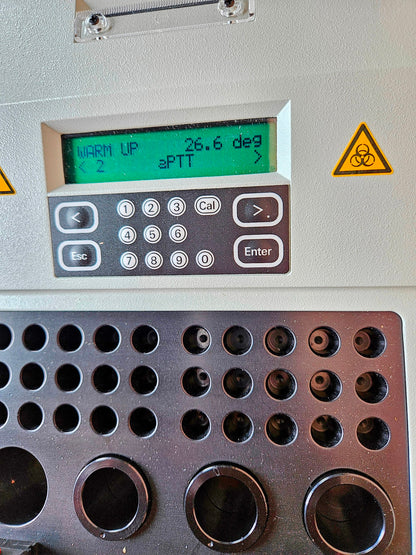 WARM UP 26.6 deg
< 2 aPTT >
< 1 2 3 Cal >.
4 5 6
Esc 7 8 9 0 Enter